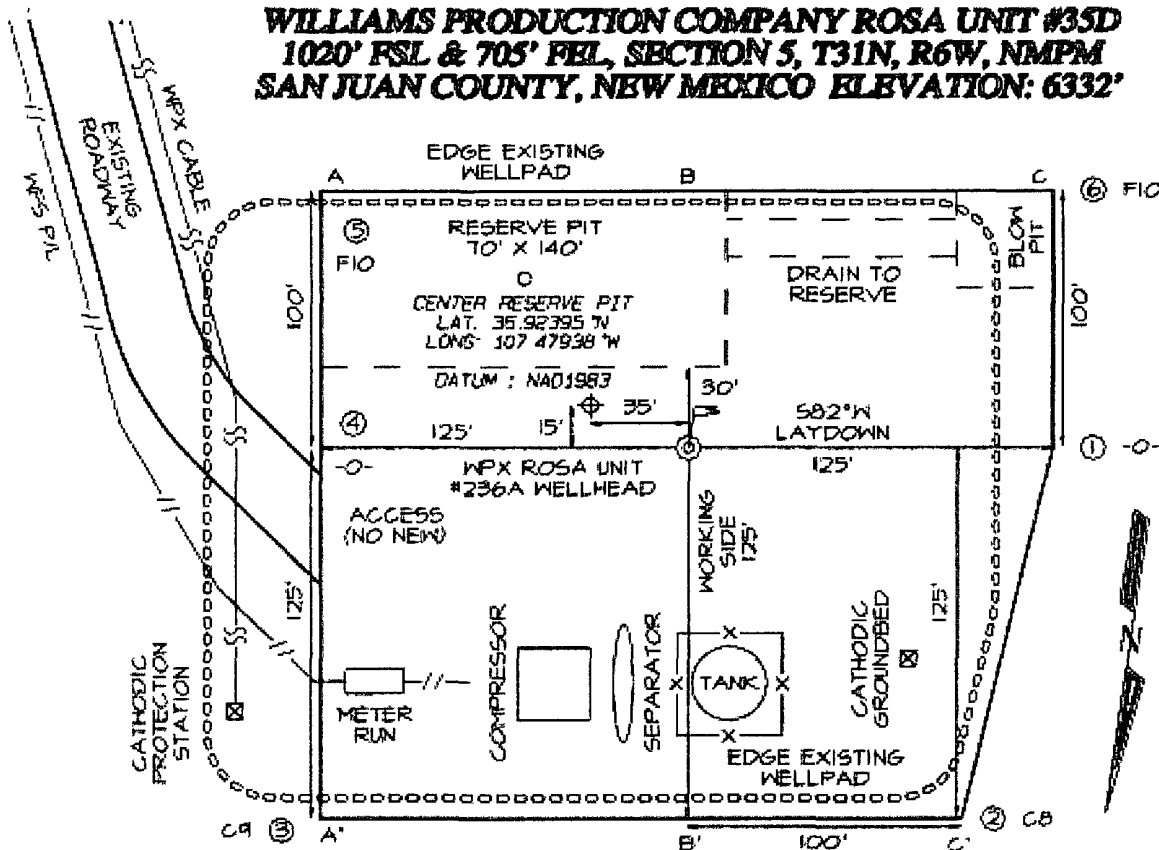 WILLIAMS PRODUCTION COMPANY ROSA UNIT #35D
1020' FSL & 705' FEL, SECTION 5, T31N, R6W, NMPM
SAN JUAN COUNTY, NEW MEXICO ELEVATION: 6332'
WFS P/L
EXISTING
ROADWAY
WPX CABLE
EDGE EXISTING
WELLPAD
A
B
C
6 F10
5
F10
RESERVE PIT
70' X 140'
BLOW
PIT
DRAIN TO
RESERVE
100'
100'
CENTER RESERVE PIT
LAT. 36.92395 °N
LONG 107 47938 °W
DATUM : NAD1983
30'
35'
15'
4
125'
S82°W
LAYDOWN
125'
1 -0-
-0-
WPX ROSA UNIT
#236A WELLHEAD
ACCESS
(NO NEW)
WORKING
SIDE
125'
125'
125'
CATHODIC
PROTECTION
STATION
METER
RUN
COMPRESSOR
SEPARATOR
TANK
CATHODIC
GROUNDBED
N
EDGE EXISTING
WELLPAD
C9 3
A'
B'
100'
C'
2 C8